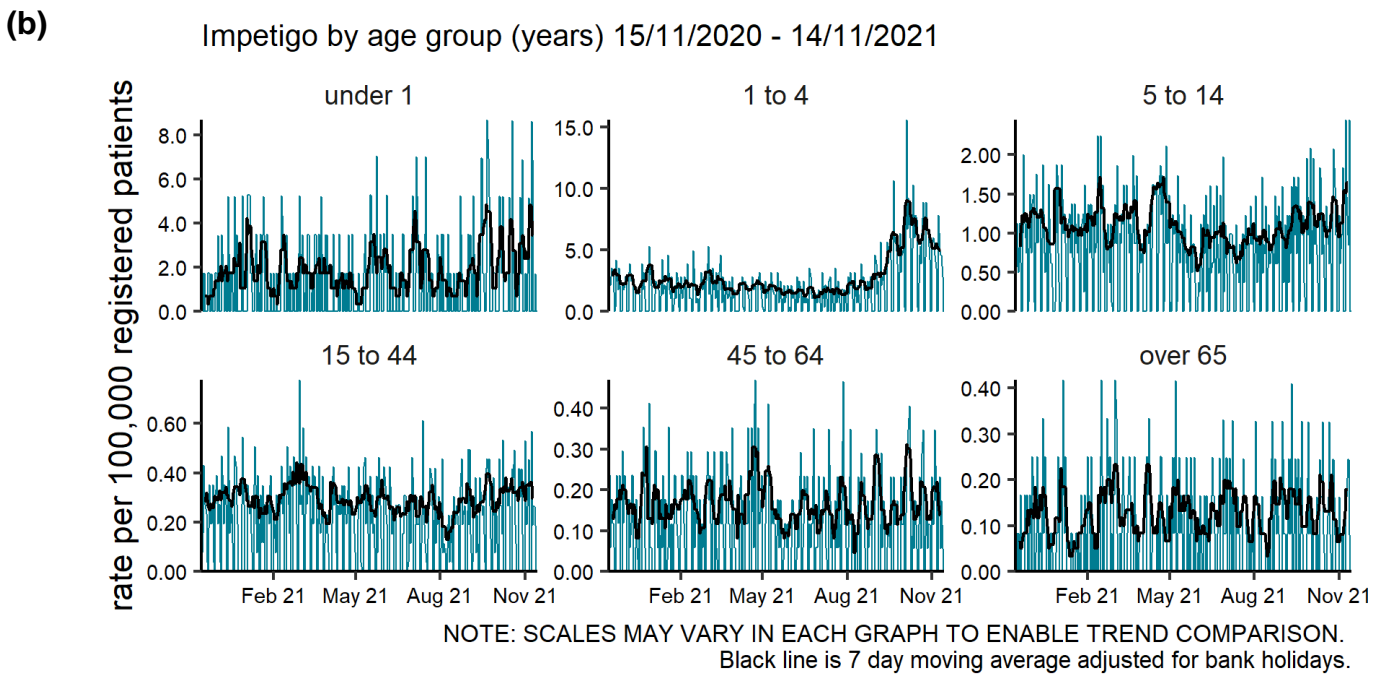 (b)
Impetigo by age group (years) 15/11/2020 - 14/11/2021
rate per 100,000 registered patients
under 1
8.0
6.0
4.0
2.0
0.0
1 to 4
15.0
10.0
5.0
0.0
5 to 14
2.00
1.50
1.00
0.50
0.00
15 to 44
0.60
0.40
0.20
0.00
Feb 21 May 21 Aug 21 Nov 21
45 to 64
0.40
0.30
0.20
0.10
0.00
Feb 21 May 21 Aug 21 Nov 21
over 65
0.40
0.30
0.20
0.10
0.00
Feb 21 May 21 Aug 21 Nov 21
NOTE: SCALES MAY VARY IN EACH GRAPH TO ENABLE TREND COMPARISON.
Black line is 7 day moving average adjusted for bank holidays.